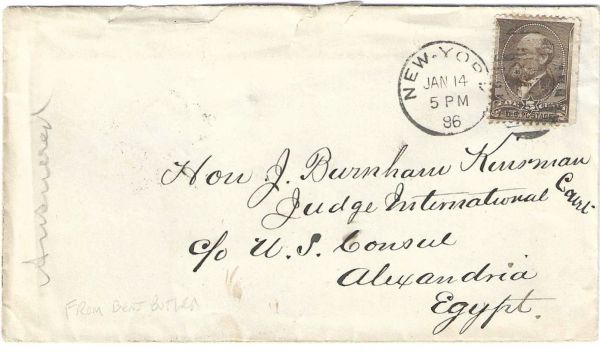 NEW-YORK
JAN 14
5 PM
86
Hon J. Burnham Kinsman
Judge International Court
c/o U.S. Consul
Alexandria
Egypt.
Answered
FROM BENJ BUTLER